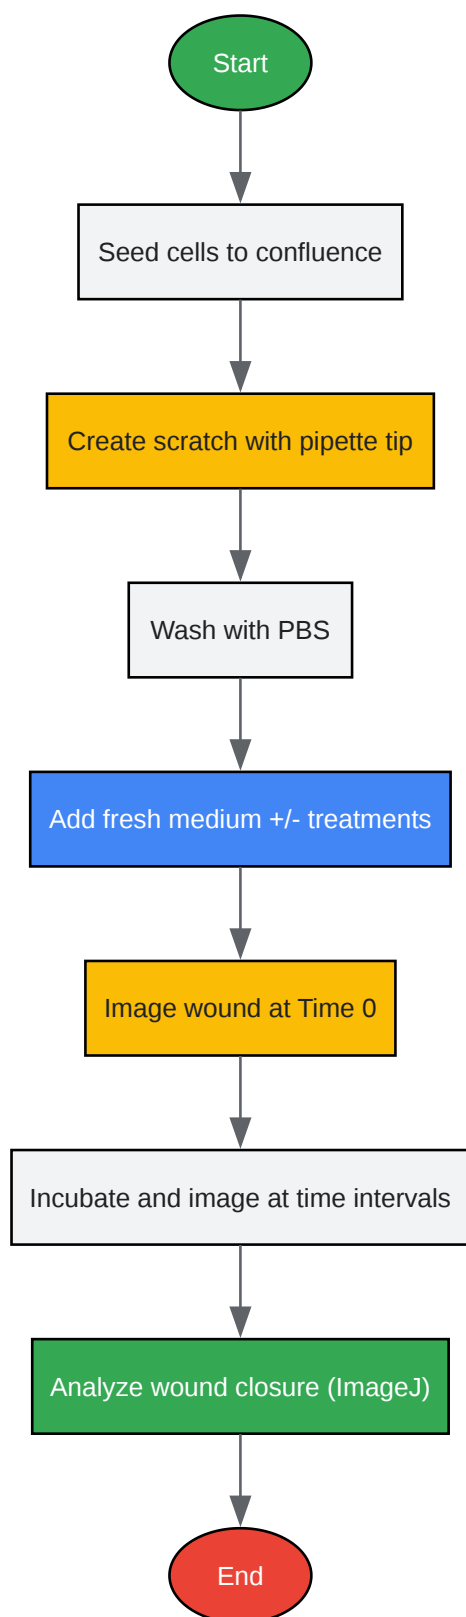 Start
Seed cells to confluence
Create scratch with pipette tip
Wash with PBS
Add fresh medium +/- treatments
Image wound at Time 0
Incubate and image at time intervals
Analyze wound closure (ImageJ)
End